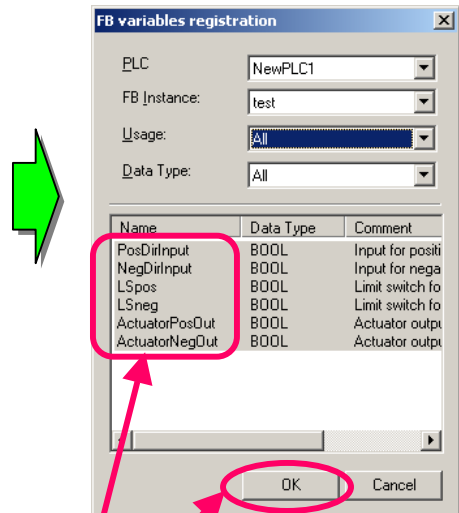 FB variables registration
PLC NewPLC1
FB Instance: test
Usage: All
Data Type: All
Name Data Type Comment
PosDirInput BOOL Input for positi
NegDirInput BOOL Input for nega
LSpos BOOL Limit switch fo
LSneg BOOL Limit switch fo
ActuatorPosOut BOOL Actuator outpu
ActuatorNegOut BOOL Actuator outpu
OK Cancel